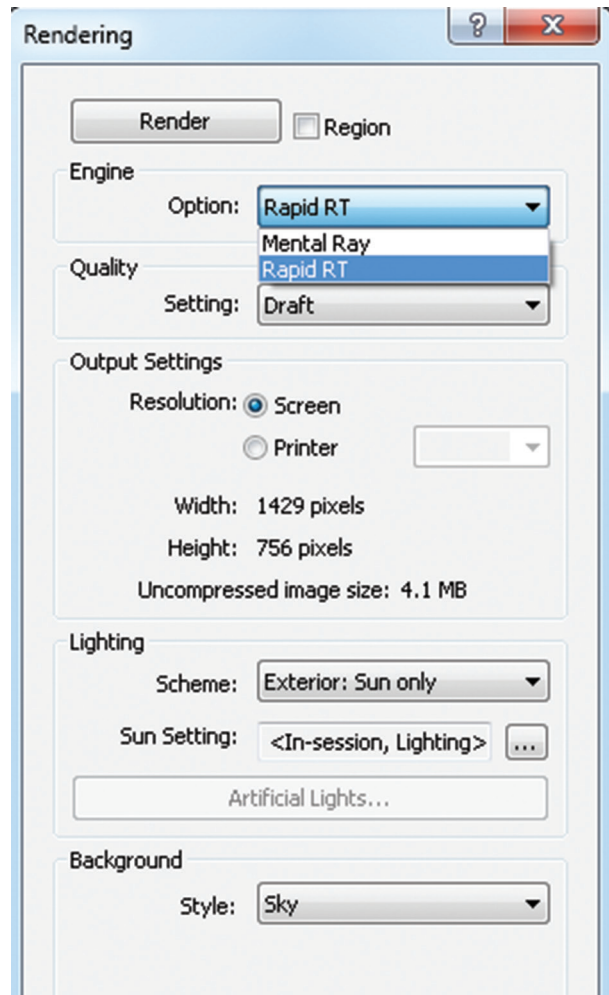 Rendering
Render
Region
Engine
Option: Rapid RT
Mental Ray
Rapid RT
Quality
Setting: Draft
Output Settings
Resolution: Screen
Printer
Width: 1429 pixels
Height: 756 pixels
Uncompressed image size: 4.1 MB
Lighting
Scheme: Exterior: Sun only
Sun Setting: <In-session, Lighting> ...
Artificial Lights...
Background
Style: Sky